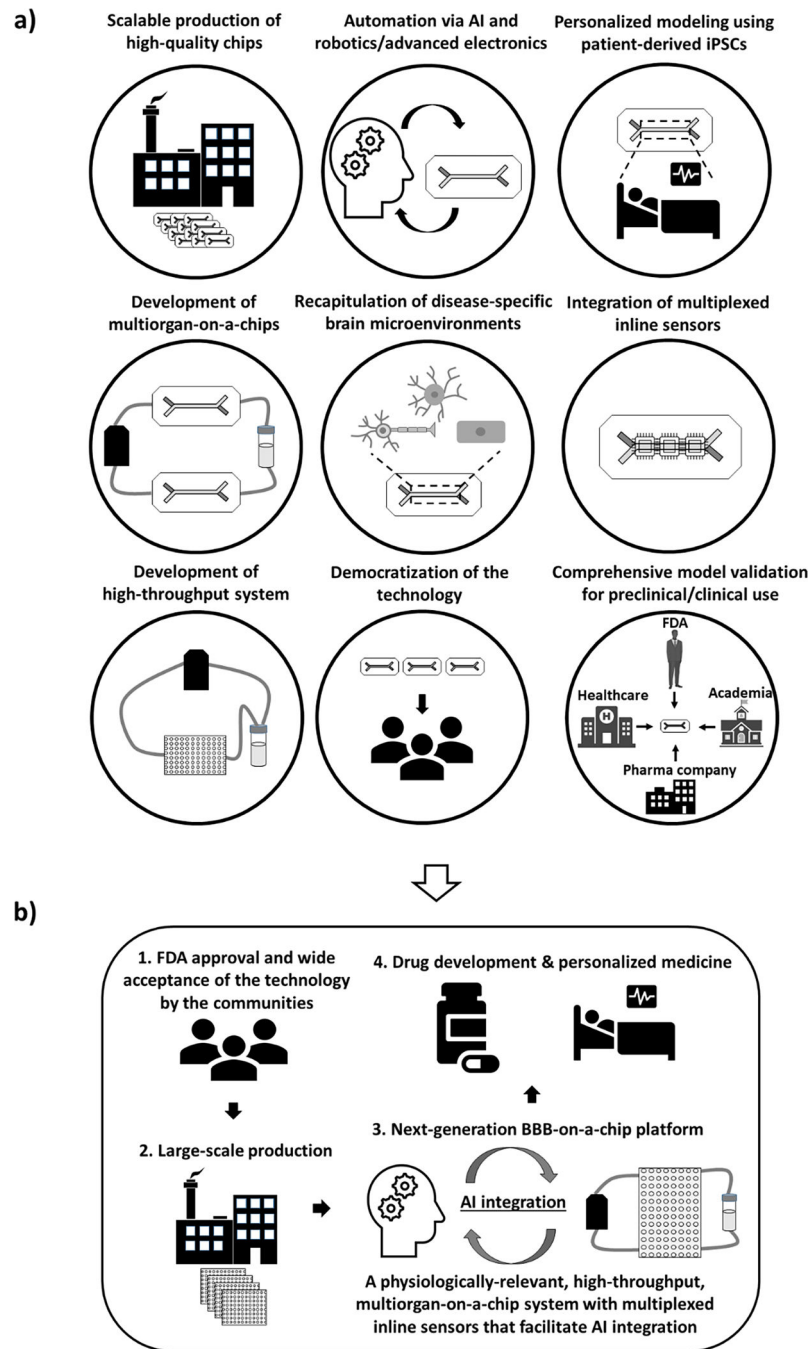 a)
Scalable production of
high-quality chips
Automation via AI and
robotics/advanced electronics
Personalized modeling using
patient-derived iPSCs
Development of
multiorgan-on-a-chips
Recapitulation of disease-specific
brain microenvironments
Integration of multiplexed
inline sensors
Development of
high-throughput system
Democratization of the
technology
Comprehensive model validation
for preclinical/clinical use
FDA
Healthcare
H
Academia
Pharma company
b)
1. FDA approval and wide
acceptance of the technology
by the communities
2. Large-scale production
3. Next-generation BBB-on-a-chip platform
AI integration
A physiologically-relevant, high-throughput,
multiorgan-on-a-chip system with multiplexed
inline sensors that facilitate AI integration
4. Drug development & personalized medicine